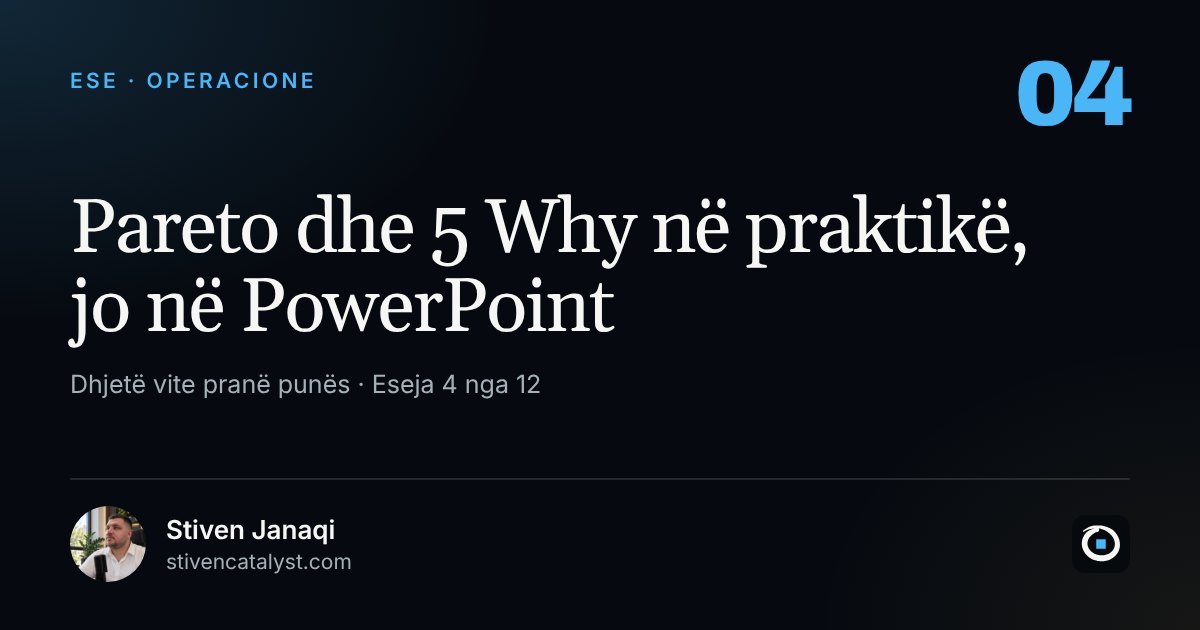 ESE · OPERACIONE
04
Pareto dhe 5 Why në praktikë,
jo në PowerPoint
Dhjetë vite pranë punës · Eseja 4 nga 12
Stiven Janaqi
stivencatalyst.com